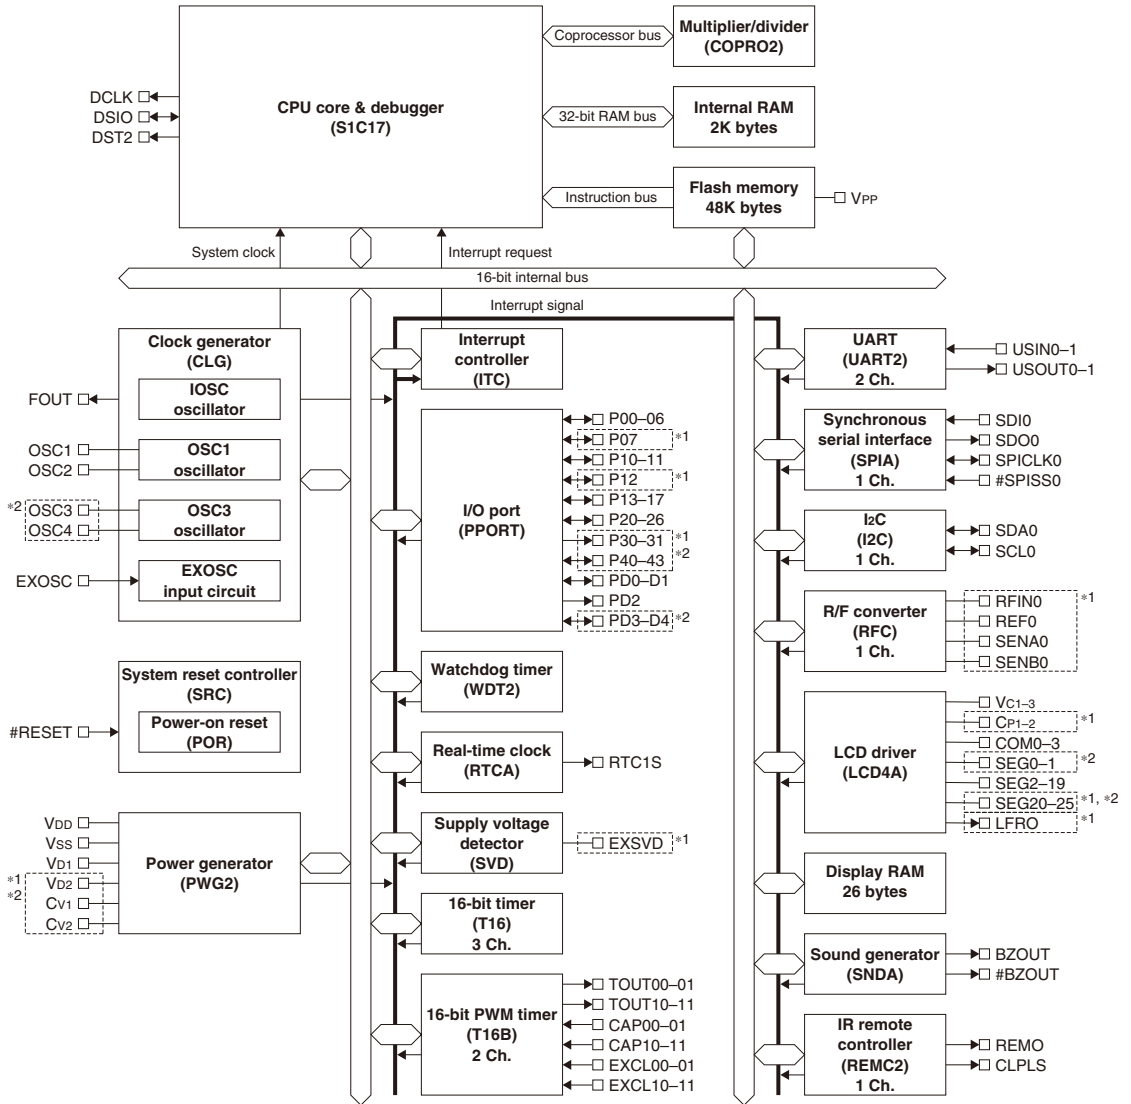 CPU core & debugger
(S1C17)
DCLK
DSIO
DST2
Coprocessor bus
Multiplier/divider
(COPRO2)
32-bit RAM bus
Internal RAM
2K bytes
Instruction bus
Flash memory
48K bytes
VPP
System clock
Interrupt request
16-bit internal bus
Interrupt signal
Clock generator
(CLG)
IOSC
oscillator
FOUT
OSC1
OSC2
OSC1
oscillator
*2
OSC3
OSC4
OSC3
oscillator
EXOSC
EXOSC
input circuit
System reset controller
(SRC)
#RESET
Power-on reset
(POR)
VDD
VSS
VD1
*1
VD2
*2
CV1
CV2
Power generator
(PWG2)
Interrupt
controller
(ITC)
I/O port
(PPORT)
P00–06
P07 *1
P10–11
P12 *1
P13–17
P20–26
P30–31 *1
P40–43 *2
PD0–D1
PD2
PD3–D4 *2
Watchdog timer
(WDT2)
Real-time clock
(RTCA)
RTC1S
Supply voltage
detector
(SVD)
EXSVD *1
16-bit timer
(T16)
3 Ch.
16-bit PWM timer
(T16B)
2 Ch.
TOUT00–01
TOUT10–11
CAP00–01
CAP10–11
EXCL00–01
EXCL10–11
UART
(UART2)
2 Ch.
USIN0–1
USOUT0–1
Synchronous
serial interface
(SPIA)
1 Ch.
SDI0
SDO0
SPICLK0
#SPISS0
I2C
(I2C)
1 Ch.
SDA0
SCL0
R/F converter
(RFC)
1 Ch.
RFIN0 *1
REF0
SENA0
SENB0
LCD driver
(LCD4A)
VC1–3
CP1–2 *1
COM0–3
SEG0–1 *2
SEG2–19
SEG20–25 *1, *2
LFRO *1
Display RAM
26 bytes
Sound generator
(SNDA)
BZOUT
#BZOUT
IR remote
controller
(REMC2)
1 Ch.
REMO
CLPLS